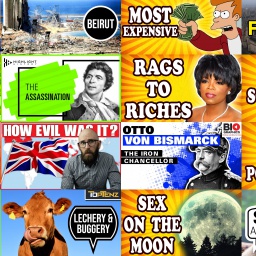 BEIRUT
MOST
EXPENSIVE
THE
ASSASSINATION
RAGS
TO
RICHES
HOW EVIL WAS IT?
OTTO
VON BISMARCK
THE IRON
CHANCELLOR
BIO
TOPTENZ
LECHERY &
BUGGERY
SEX
ON THE
MOON